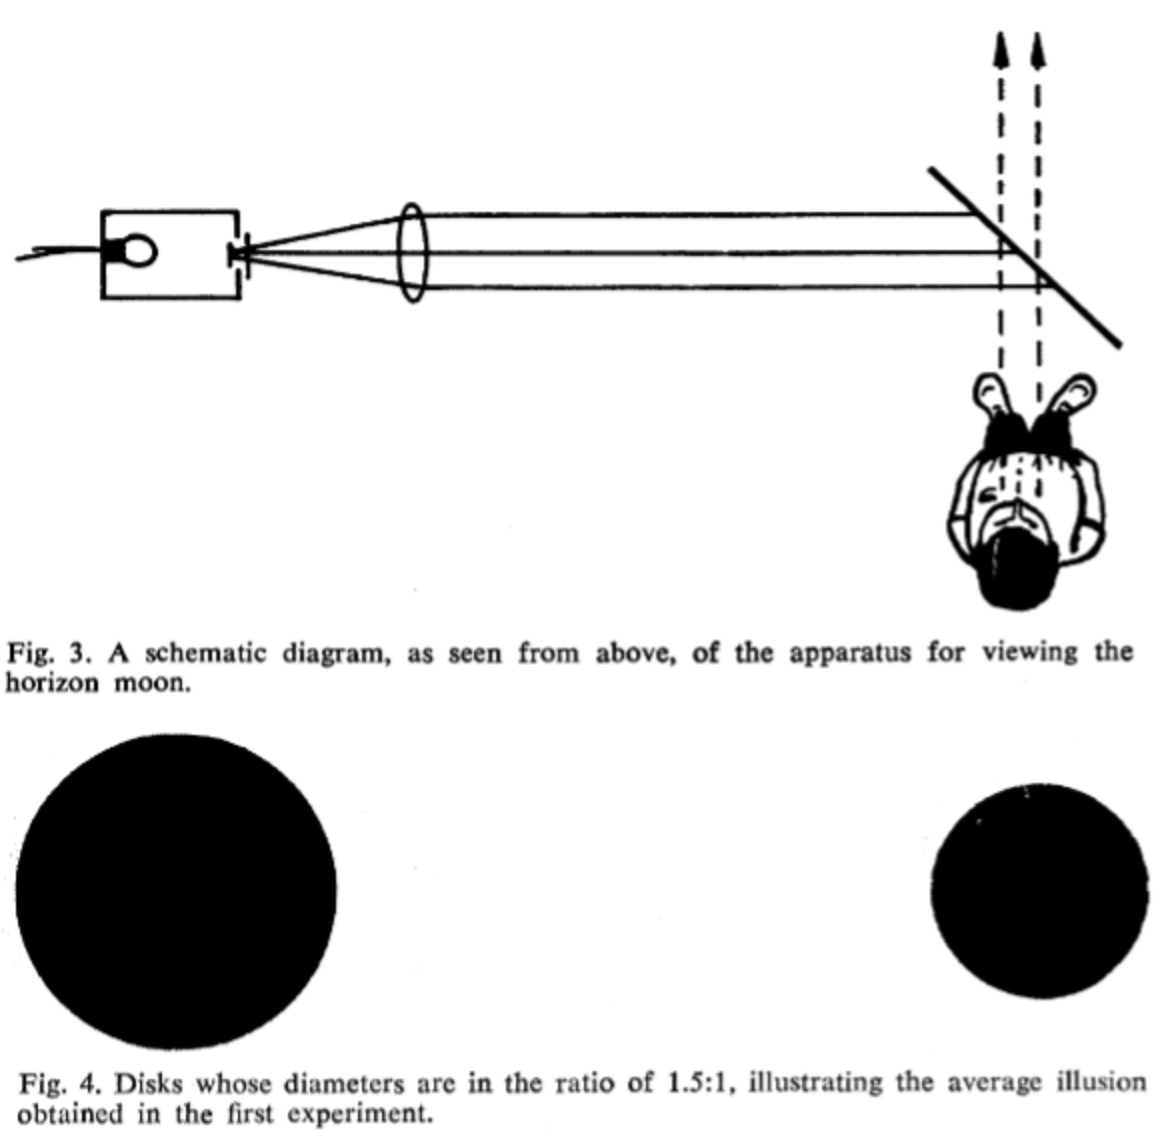 Fig. 3. A schematic diagram, as seen from above, of the apparatus for viewing the
horizon moon.
Fig. 4. Disks whose diameters are in the ratio of 1.5:1, illustrating the average illusion
obtained in the first experiment.